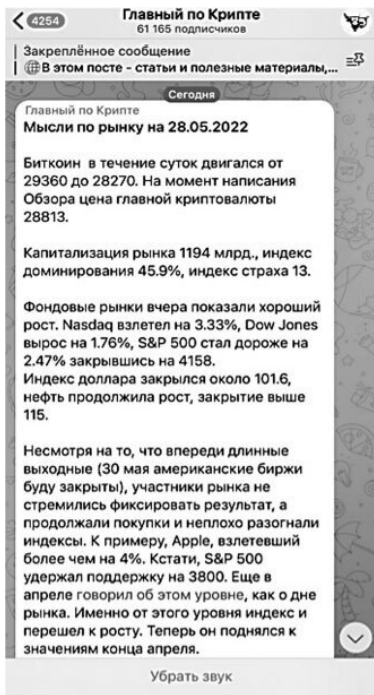 4254
Главный по Крипте
61 165 подписчиков
Закреплённое сообщение
В этом посте - статьи и полезные материалы,...
Сегодня
Главный по Крипте
Мысли по рынку на 28.05.2022
Биткоин в течение суток двигался от
29360 до 28270. На момент написания
Обзора цена главной криптовалюты
28813.
Капитализация рынка 1194 млрд., индекс
доминирования 45.9%, индекс страха 13.
Фондовые рынки вчера показали хороший
рост. Nasdaq взлетел на 3.33%, Dow Jones
вырос на 1.76%, S&P 500 стал дороже на
2.47% закрывшись на 4158.
Индекс доллара закрылся около 101.6,
нефть продолжила рост, закрытие выше
115.
Несмотря на то, что впереди длинные
выходные (30 мая американские биржи
буду закрыты), участники рынка не
стремились фиксировать результат, а
продолжали покупки и неплохо разогнали
индексы. К примеру, Apple, взлетевший
более чем на 4%. Кстати, S&P 500
удержал поддержку на 3800. Еще в
апреле говорил об этом уровне, как о дне
рынка. Именно от этого уровня индекс и
перешел к росту. Теперь он поднялся к
значениям конца апреля.
Убрать звук